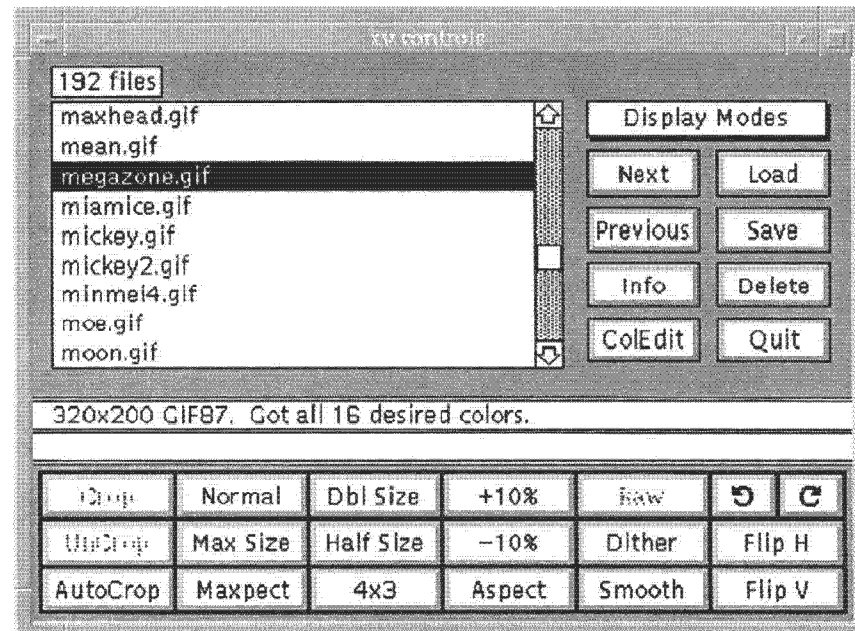 xv controls
192 files
maxhead.gif
mean.gif
megazone.gif
miamice.gif
mickey.gif
mickey2.gif
minmei4.gif
moe.gif
moon.gif
Display Modes
Next Load
Previous Save
Info Delete
ColEdit Quit
320x200 GIF87. Got all 16 desired colors.
Crop Normal Dbl Size +10% Raw
UnCrop Max Size Half Size -10% Dither Flip H
AutoCrop Maxpect 4x3 Aspect Smooth Flip V